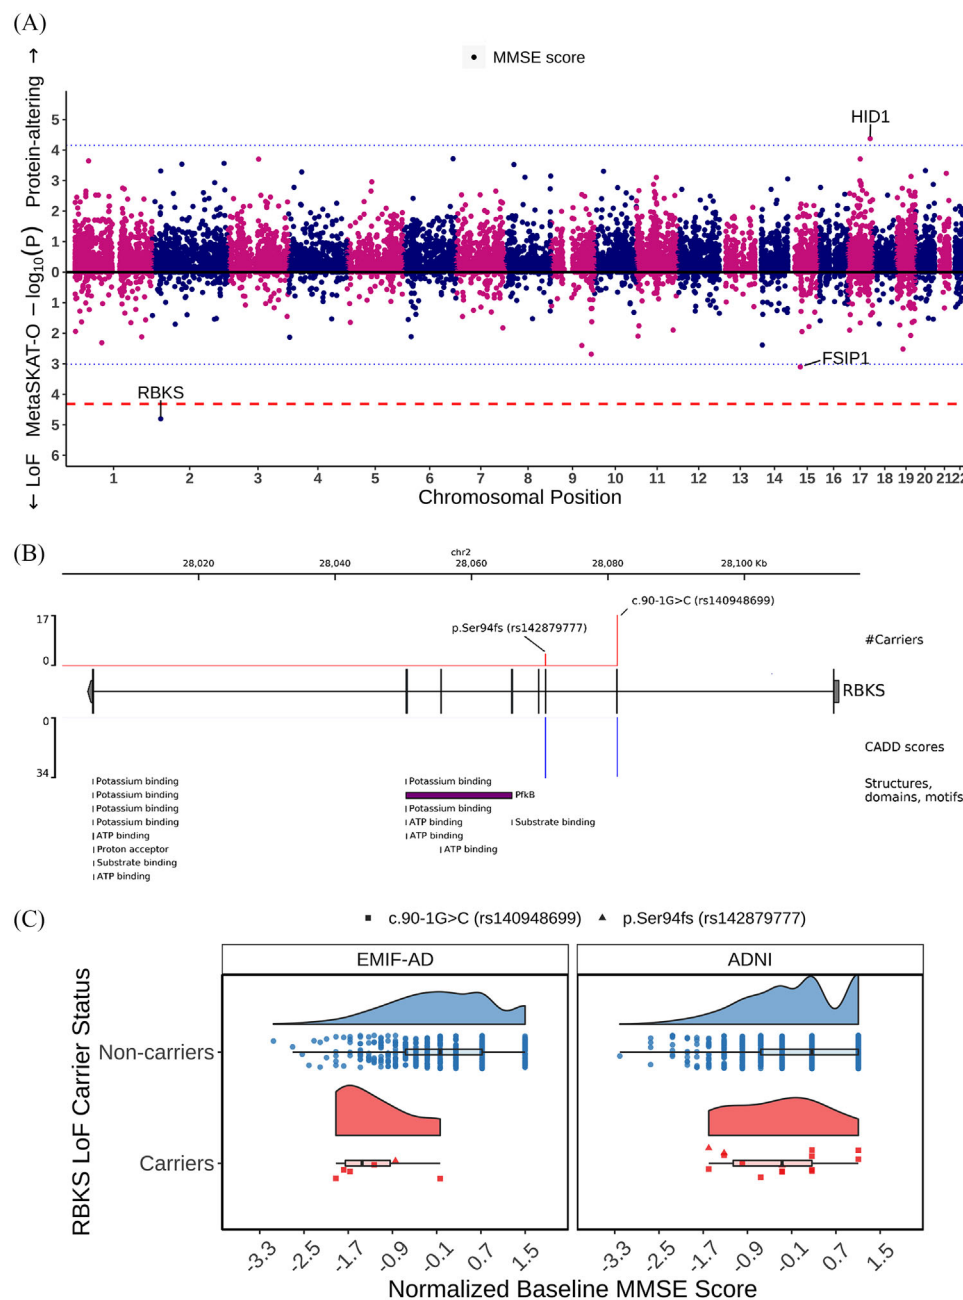 (A)
MMSE score
← LoF MetaSKAT-O −log10(P) Protein-altering →
5
4
3
2
1
0
1
2
3
4
5
6
HID1
FSIP1
RBKS
1 2 3 4 5 6 7 8 9 10 11 12 13 14 15 16 17 18 19 20 21 22
Chromosomal Position
(B)
chr2
28,020 28,040 28,060 28,080 28,100 Kb
c.90-1G>C (rs140948699)
p.Ser94fs (rs142879777)
17
0
#Carriers
RBKS
0
34
CADD scores
Structures, domains, motifs
Potassium binding
Potassium binding
Potassium binding
Potassium binding
ATP binding
Proton acceptor
Substrate binding
ATP binding
Potassium binding
PfkB
Potassium binding
ATP binding Substrate binding
ATP binding
ATP binding
(C)
c.90-1G>C (rs140948699) p.Ser94fs (rs142879777)
EMIF-AD ADNI
RBKS LoF Carrier Status
Non-carriers
Carriers
-3.3 -2.5 -1.7 -0.9 -0.1 0.7 1.5 -3.3 -2.5 -1.7 -0.9 -0.1 0.7 1.5
Normalized Baseline MMSE Score